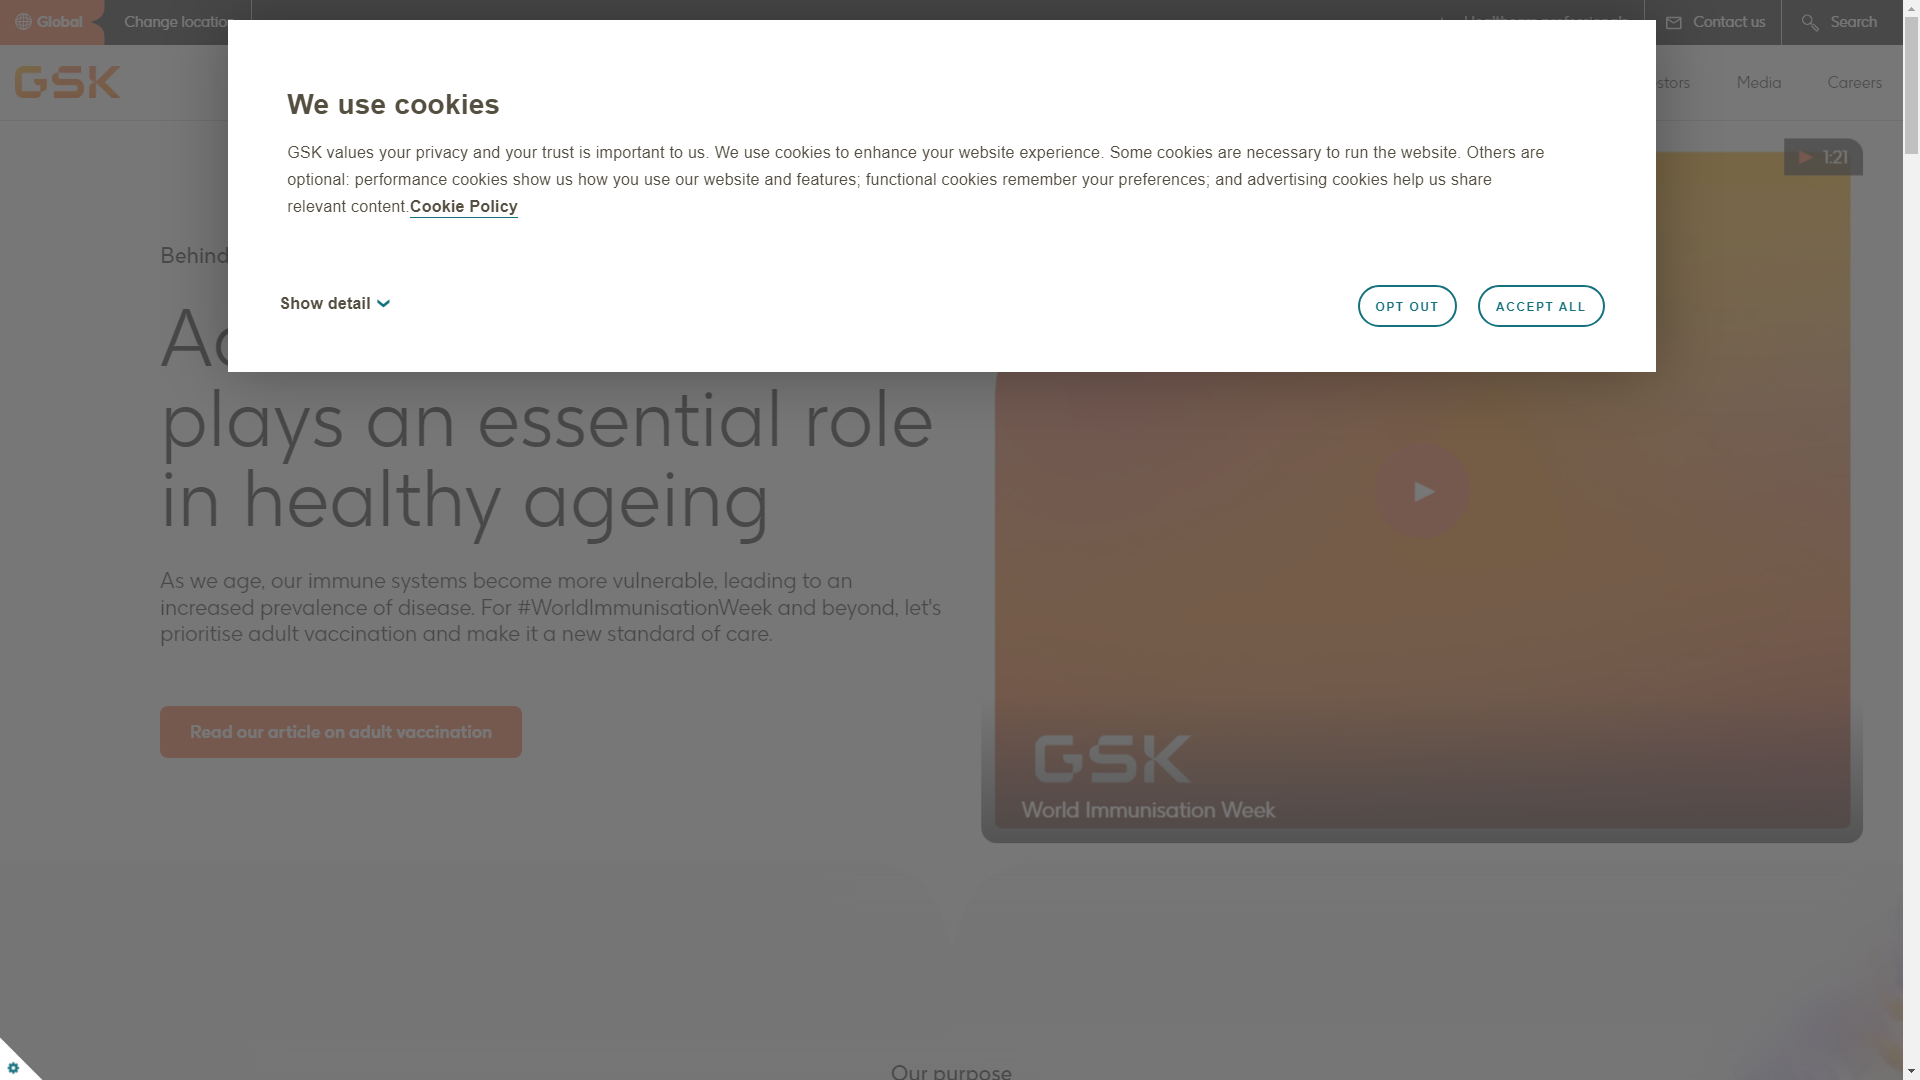 Global
Change locatio
Healthcare professionals
Contact us
Search
GSK
stors
Media
Careers
We use cookies
GSK values your privacy and your trust is important to us. We use cookies to enhance your website experience. Some cookies are necessary to run the website. Others are
optional: performance cookies show us how you use our website and features; functional cookies remember your preferences; and advertising cookies help us share
relevant content.Cookie Policy
Show detail
OPT OUT
ACCEPT ALL
1:21
Behind
plays an essential role
in healthy ageing
As we age, our immune systems become more vulnerable, leading to an
increased prevalence of disease. For #WorldImmunisationWeek and beyond, let's
prioritise adult vaccination and make it a new standard of care.
Read our article on adult vaccination
GSK
World Immunisation Week
Our purpose